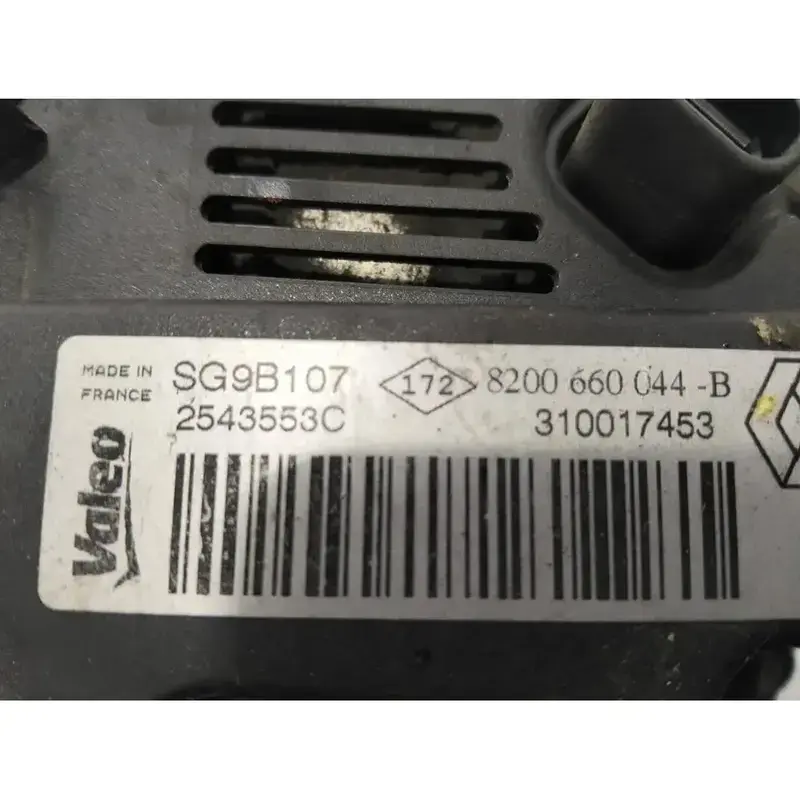 MADE IN
FRANCE
SG9B107 172 8200 660 044 -B
2543553C 310017453
Valeo